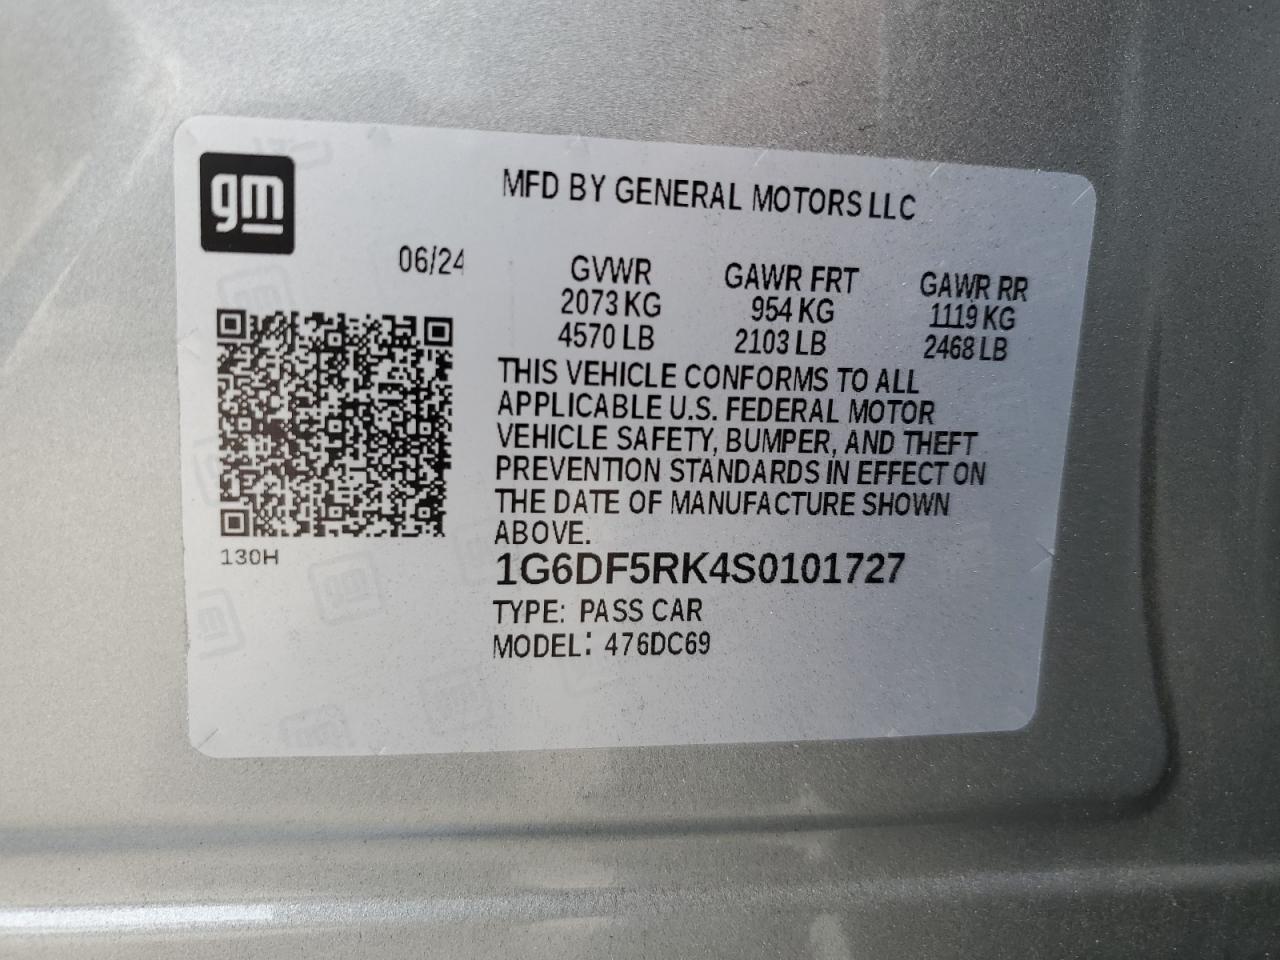 gm
MFD BY GENERAL MOTORS LLC
06/24
GVWR GAWR FRT GAWR RR
2073 KG 954 KG 1119 KG
4570 LB 2103 LB 2468 LB
THIS VEHICLE CONFORMS TO ALL
APPLICABLE U.S. FEDERAL MOTOR
VEHICLE SAFETY, BUMPER, AND THEFT
PREVENTION STANDARDS IN EFFECT ON
THE DATE OF MANUFACTURE SHOWN
ABOVE.
130H
1G6DF5RK4S0101727
TYPE: PASS CAR
MODEL: 476DC69